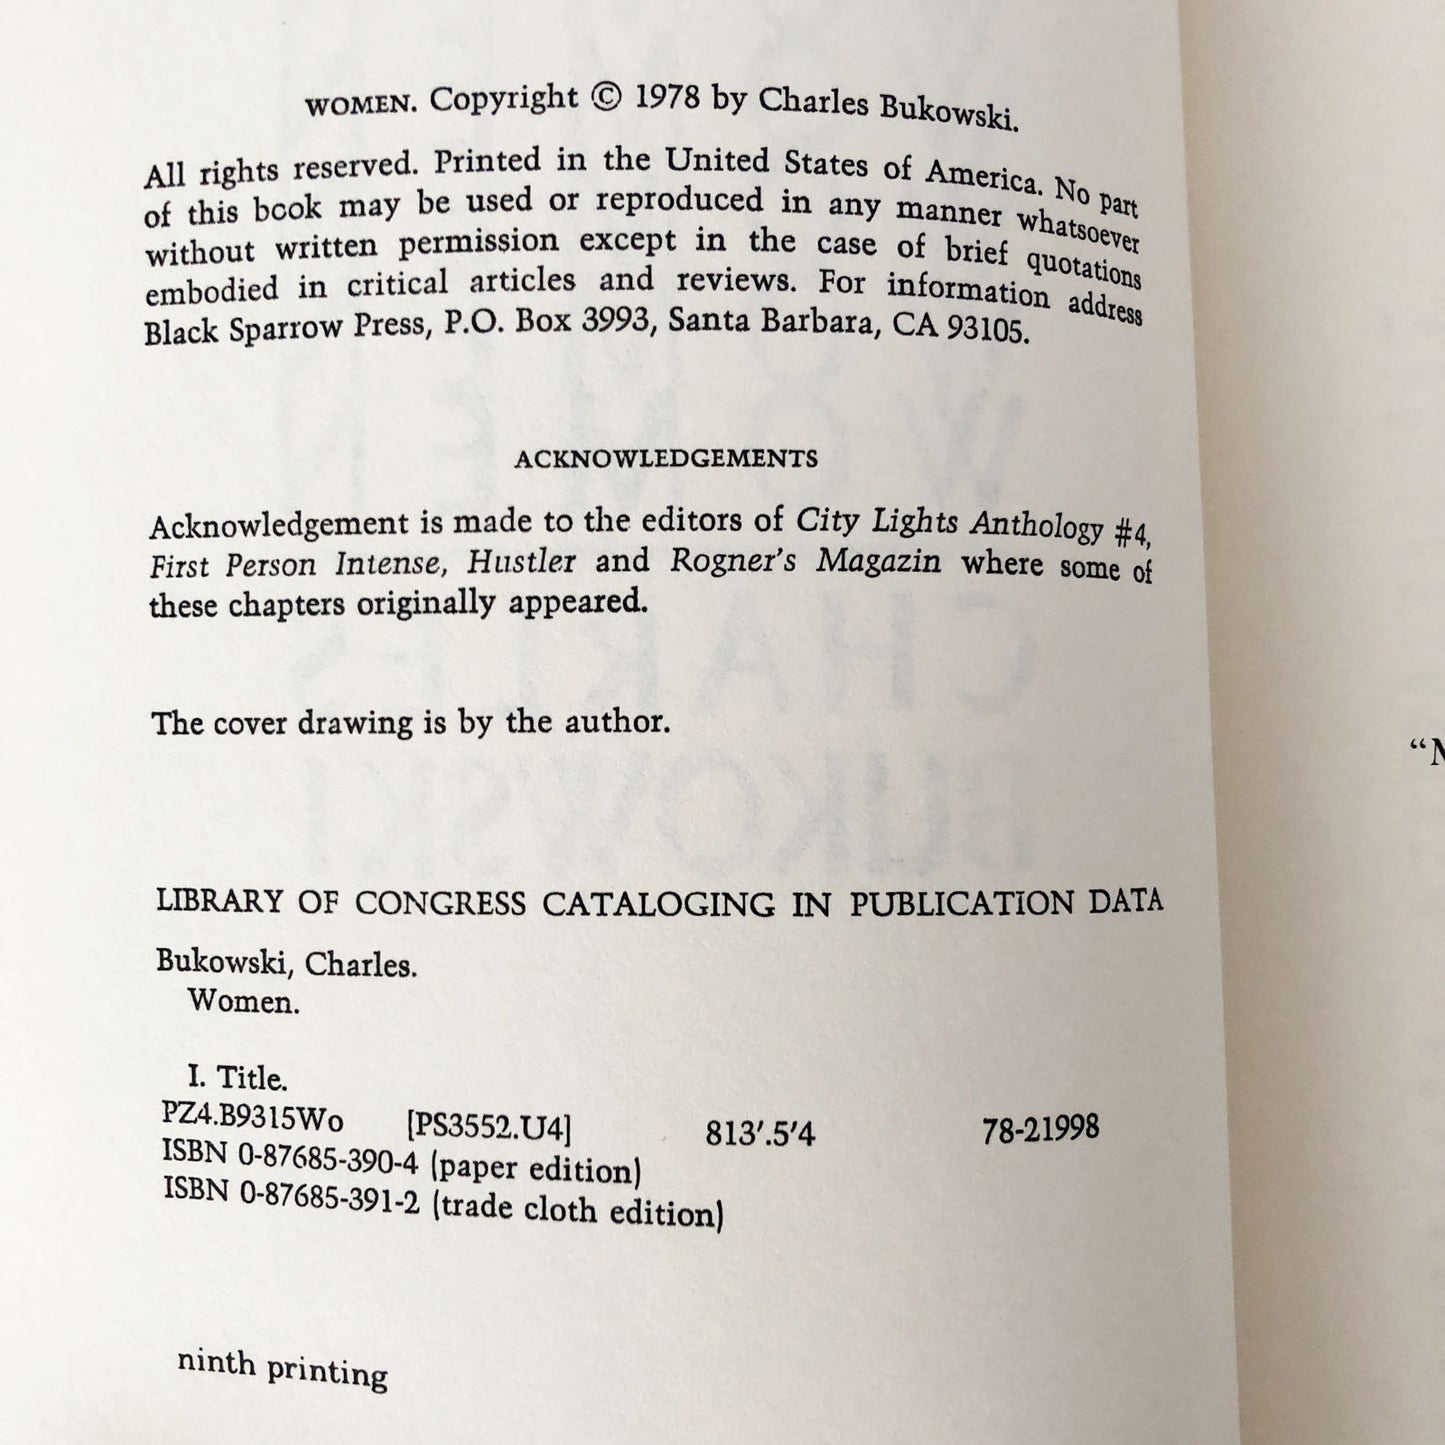 WOMEN. Copyright © 1978 by Charles Bukowski.
All rights reserved. Printed in the United States of America. No part
of this book may be used or reproduced in any manner whatsoever
without written permission except in the case of brief quotations
embodied in critical articles and reviews. For information address
Black Sparrow Press, P.O. Box 3993, Santa Barbara, CA 93105.
ACKNOWLEDGEMENTS
Acknowledgement is made to the editors of City Lights Anthology #4,
First Person Intense, Hustler and Rogner's Magazin where some of
these chapters originally appeared.
The cover drawing is by the author.
LIBRARY OF CONGRESS CATALOGING IN PUBLICATION DATA
Bukowski, Charles.
Women.
I. Title.
PZ4.B9315Wo [PS3552.U4] 813'.5'4 78-21998
ISBN 0-87685-390-4 (paper edition)
ISBN 0-87685-391-2 (trade cloth edition)
ninth printing